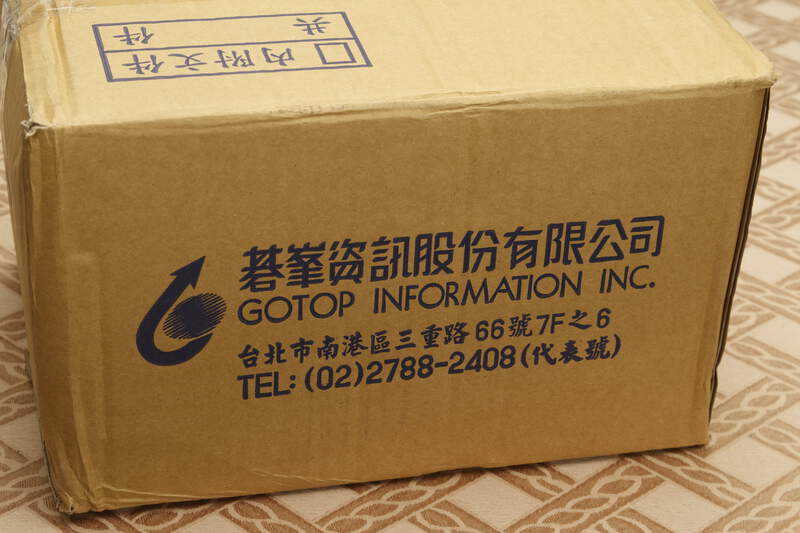 □內附文件
共 件
碁峯資訊股份有限公司
GOTOP INFORMATION INC.
台北市南港區三重路66號7F之6
TEL: (02)2788-2408(代表號)